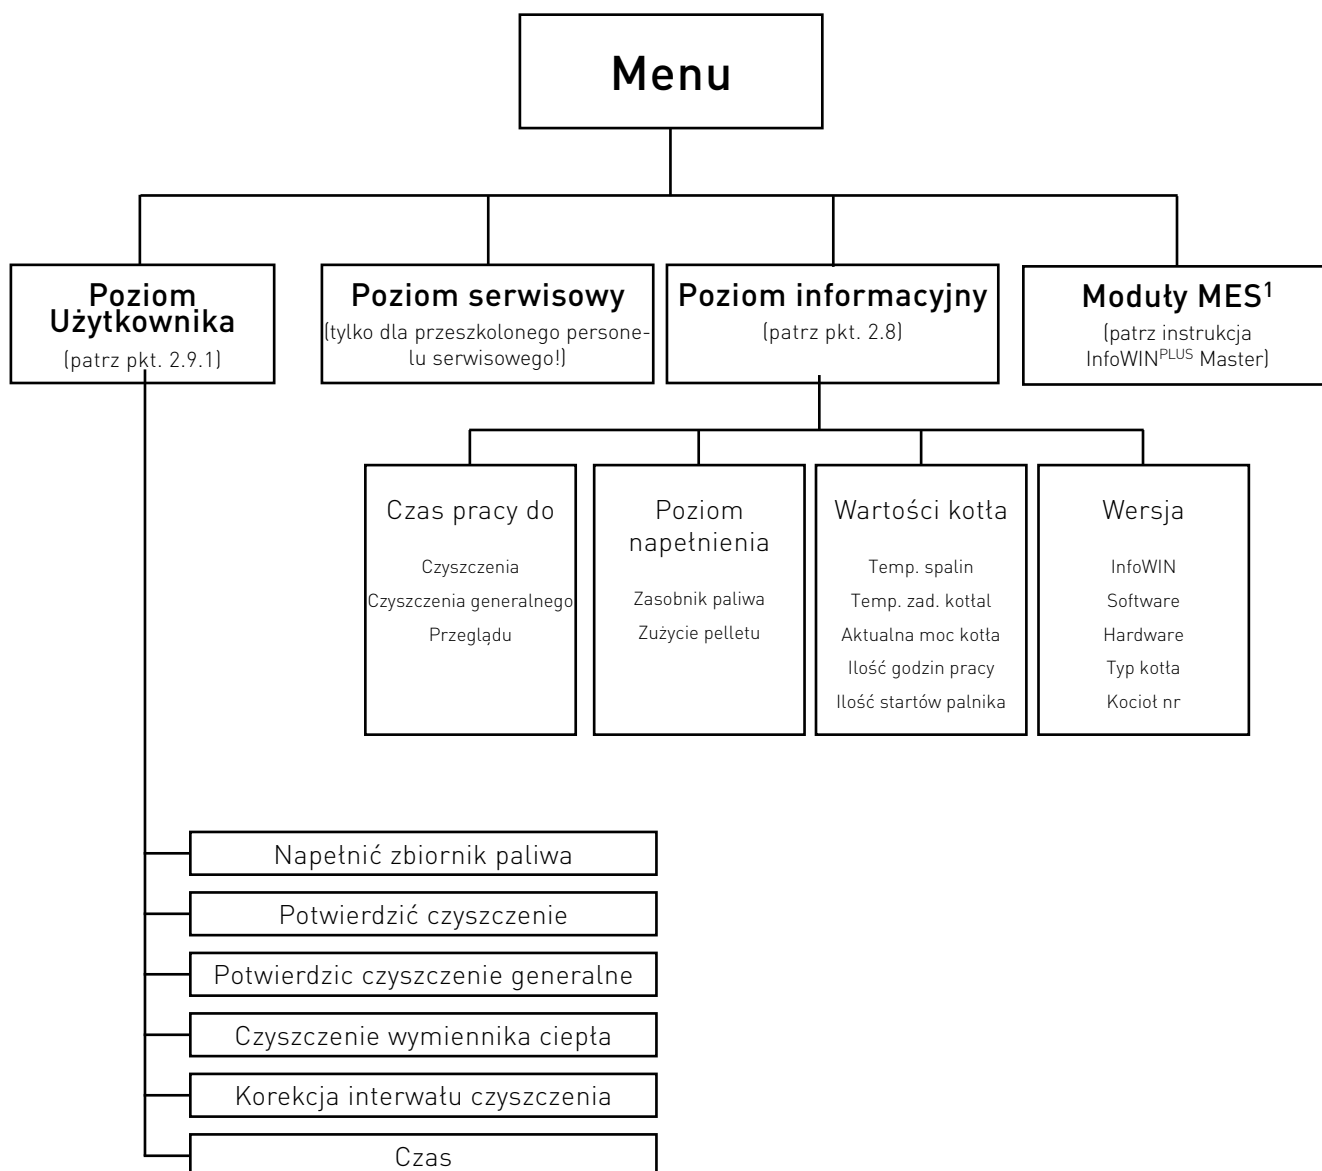 Menu
Poziom
Użytkownika
(patrz pkt. 2.9.1)
Poziom serwisowy
(tylko dla przeszkolonego persone-
lu serwisowego!)
Poziom informacyjny
(patrz pkt. 2.8)
Moduły MES¹
(patrz instrukcja
InfoWINᴾᴸᵁˢ Master)
Czas pracy do
Czyszczenia
Czyszczenia generalnego
Przeglądu
Poziom
napełnienia
Zasobnik paliwa
Zużycie pelletu
Wartości kotła
Temp. spalin
Temp. zad. kotłal
Aktualna moc kotła
Ilość godzin pracy
Ilość startów palnika
Wersja
InfoWIN
Software
Hardware
Typ kotła
Kocioł nr
Napełnić zbiornik paliwa
Potwierdzić czyszczenie
Potwierdzic czyszczenie generalne
Czyszczenie wymiennika ciepła
Korekcja interwału czyszczenia
Czas